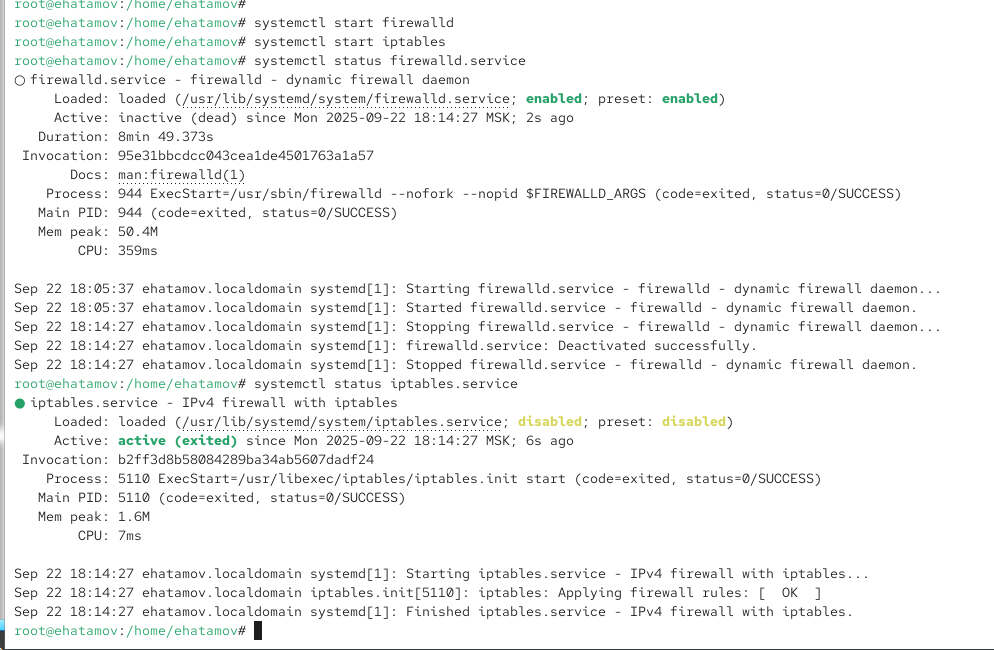 root@ehatamov:/home/ehatamov#
root@ehatamov:/home/ehatamov# systemctl start firewalld
root@ehatamov:/home/ehatamov# systemctl start iptables
root@ehatamov:/home/ehatamov# systemctl status firewalld.service
○ firewalld.service - firewalld - dynamic firewall daemon
     Loaded: loaded (/usr/lib/systemd/system/firewalld.service; enabled; preset: enabled)
     Active: inactive (dead) since Mon 2025-09-22 18:14:27 MSK; 2s ago
   Duration: 8min 49.373s
 Invocation: 95e31bbcdcc043cea1de4501763a1a57
       Docs: man:firewalld(1)
    Process: 944 ExecStart=/usr/sbin/firewalld --nofork --nopid $FIREWALLD_ARGS (code=exited, status=0/SUCCESS)
   Main PID: 944 (code=exited, status=0/SUCCESS)
   Mem peak: 50.4M
        CPU: 359ms

Sep 22 18:05:37 ehatamov.localdomain systemd[1]: Starting firewalld.service - firewalld - dynamic firewall daemon...
Sep 22 18:05:37 ehatamov.localdomain systemd[1]: Started firewalld.service - firewalld - dynamic firewall daemon.
Sep 22 18:14:27 ehatamov.localdomain systemd[1]: Stopping firewalld.service - firewalld - dynamic firewall daemon...
Sep 22 18:14:27 ehatamov.localdomain systemd[1]: firewalld.service: Deactivated successfully.
Sep 22 18:14:27 ehatamov.localdomain systemd[1]: Stopped firewalld.service - firewalld - dynamic firewall daemon.
root@ehatamov:/home/ehatamov# systemctl status iptables.service
● iptables.service - IPv4 firewall with iptables
     Loaded: loaded (/usr/lib/systemd/system/iptables.service; disabled; preset: disabled)
     Active: active (exited) since Mon 2025-09-22 18:14:27 MSK; 6s ago
 Invocation: b2ff3d8b58084289ba34ab5607dadf24
    Process: 5110 ExecStart=/usr/libexec/iptables/iptables.init start (code=exited, status=0/SUCCESS)
   Main PID: 5110 (code=exited, status=0/SUCCESS)
   Mem peak: 1.6M
        CPU: 7ms

Sep 22 18:14:27 ehatamov.localdomain systemd[1]: Starting iptables.service - IPv4 firewall with iptables...
Sep 22 18:14:27 ehatamov.localdomain iptables.init[5110]: iptables: Applying firewall rules: [  OK  ]
Sep 22 18:14:27 ehatamov.localdomain systemd[1]: Finished iptables.service - IPv4 firewall with iptables.
root@ehatamov:/home/ehatamov#